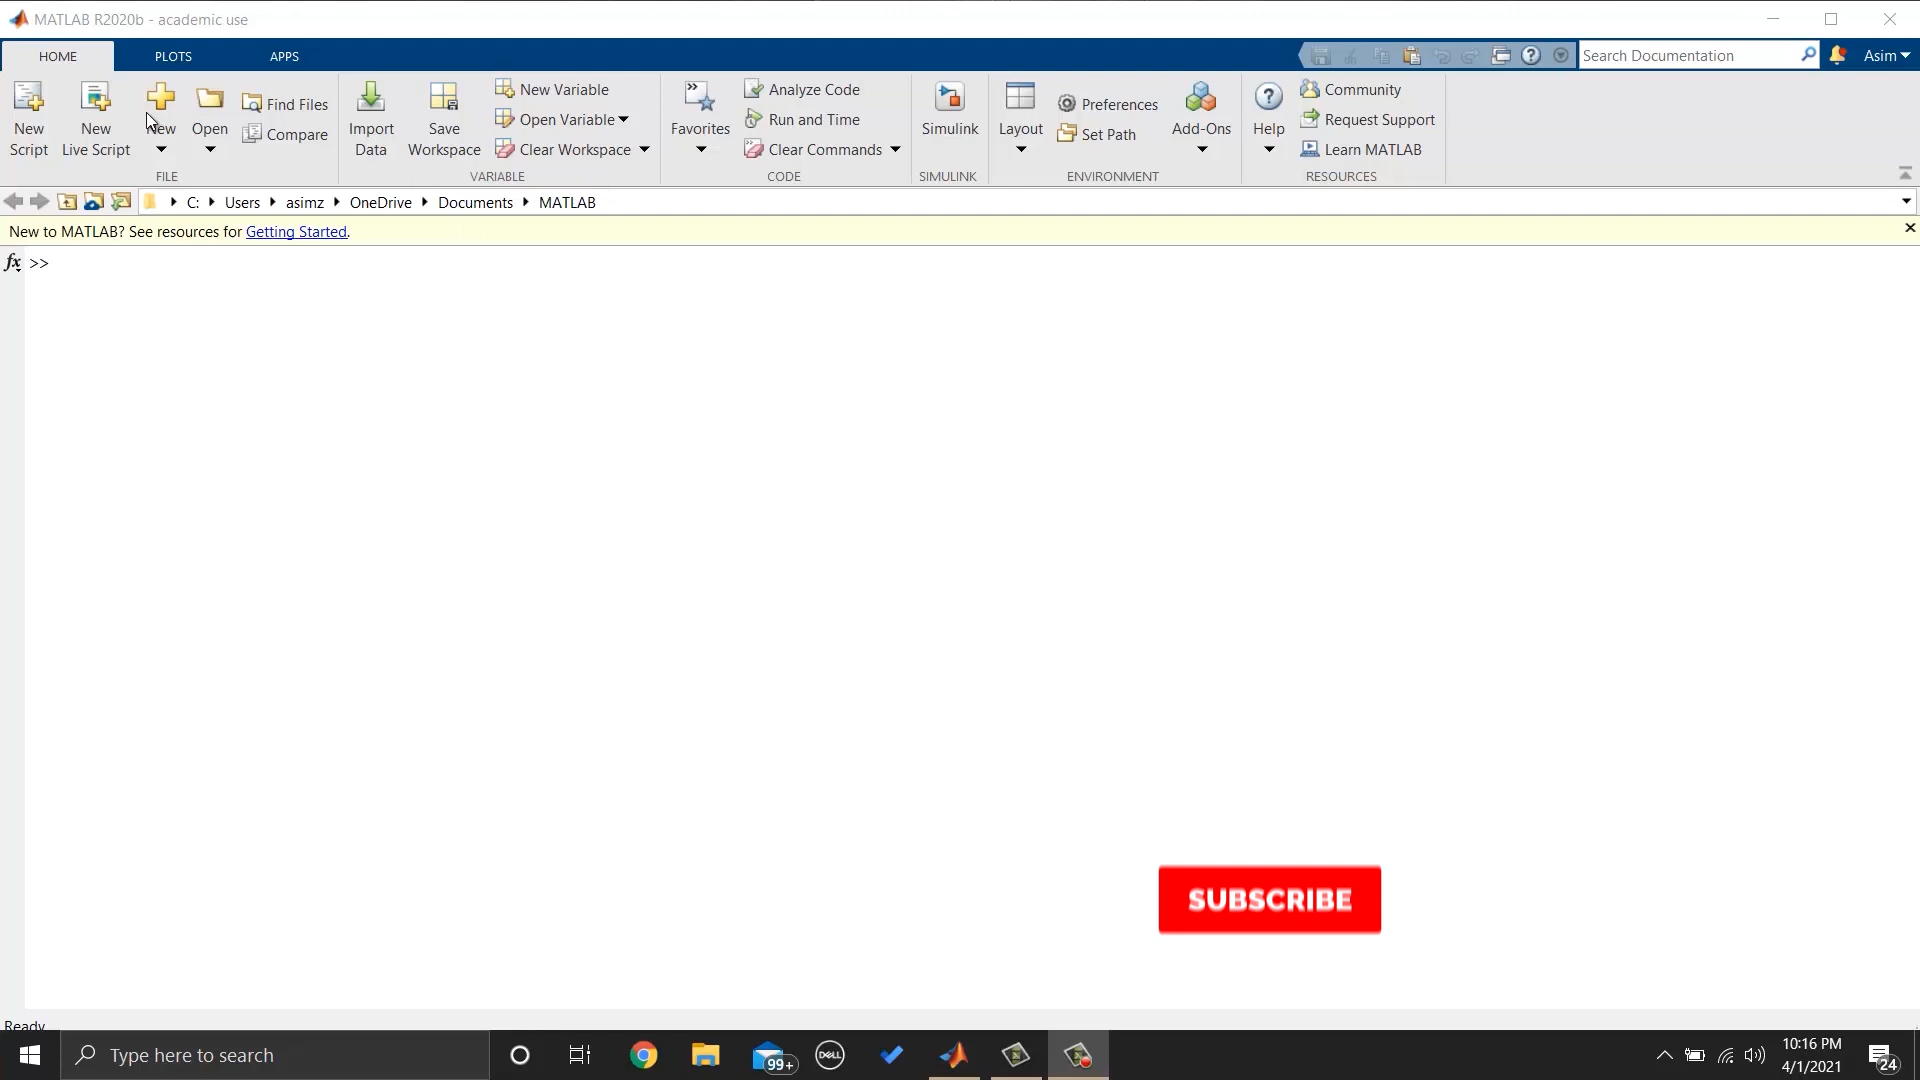 MATLAB R2020b - academic use
HOME PLOTS APPS Search Documentation Asim
New Script New Live Script New Open Find Files Compare
Import Data Save Workspace New Variable Open Variable Clear Workspace
Favorites Analyze Code Run and Time Clear Commands
Simulink Layout Preferences Set Path Add-Ons
Help Community Request Support Learn MATLAB
FILE VARIABLE CODE SIMULINK ENVIRONMENT RESOURCES
C: Users asimz OneDrive Documents MATLAB
New to MATLAB? See resources for Getting Started.
fx >>
SUBSCRIBE
Ready
Type here to search 99+ DELL 10:16 PM
4/1/2021 24